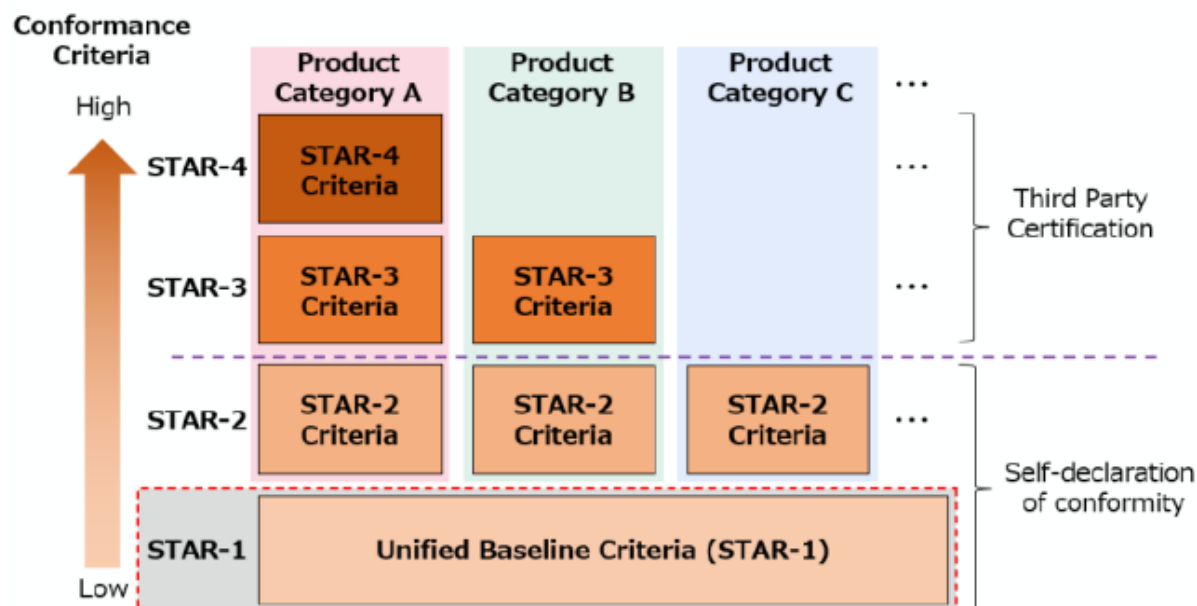 Conformance
Criteria
High
Product
Category A
Product
Category B
Product
Category C
...
STAR-4
STAR-4
Criteria
...
Third Party
Certification
STAR-3
STAR-3
Criteria
STAR-3
Criteria
...
STAR-2
STAR-2
Criteria
STAR-2
Criteria
STAR-2
Criteria
...
Self-declaration
of conformity
STAR-1
Unified Baseline Criteria (STAR-1)
Low